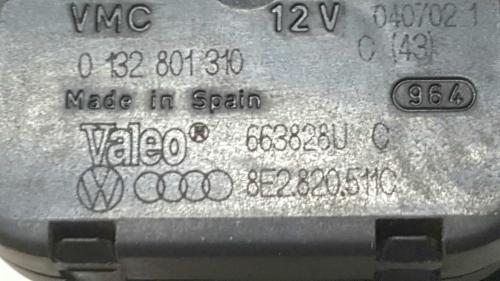 VMC 12V 040702 1
0 132 801 310 C (43)
Made in Spain 964
Valeo® 663828U C
8E2.820.511C